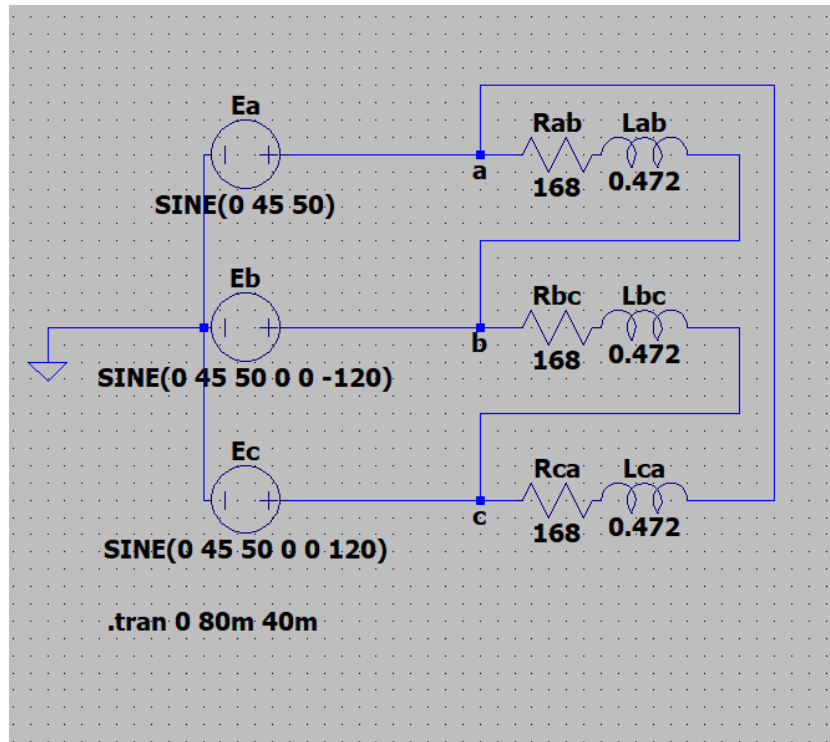 Ea
SINE(0 45 50)
a
Rab
168
Lab
0.472
Eb
SINE(0 45 50 0 0 -120)
b
Rbc
168
Lbc
0.472
Ec
SINE(0 45 50 0 0 120)
c
Rca
168
Lca
0.472
.tran 0 80m 40m